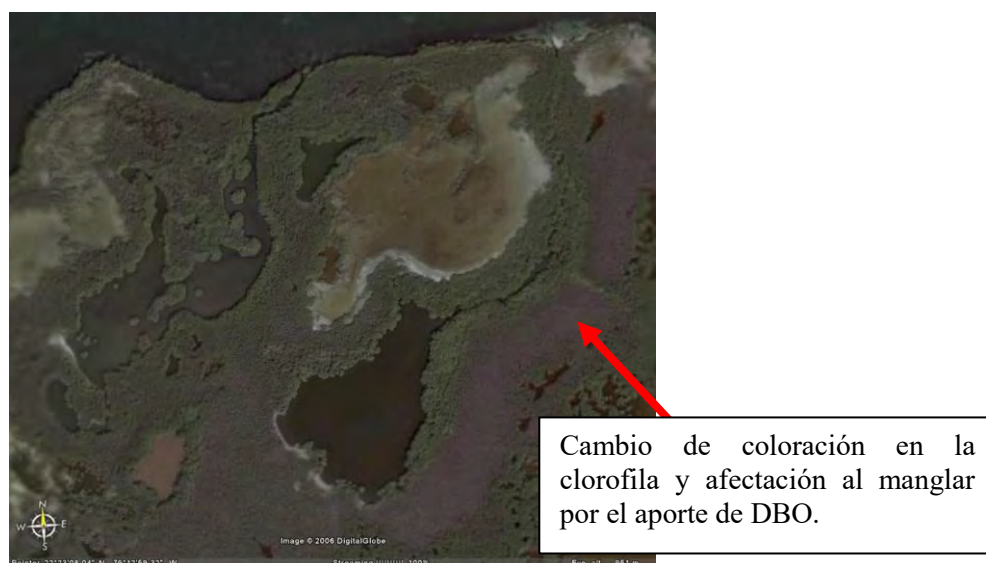 Cambio de coloración en la
clorofila y afectación al manglar
por el aporte de DBO.
N
W E
S
Image © 2006 DigitalGlobe